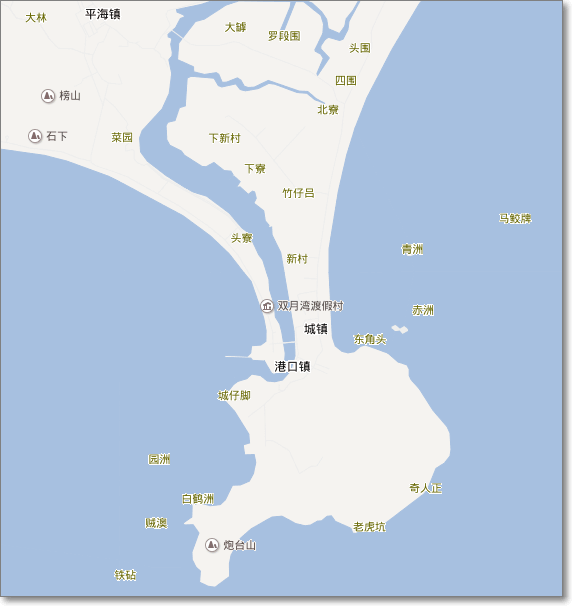 大林
平海镇
大罅
罗段围
头围
四围
榜山
北寮
石下
菜园
下新村
下寮
竹仔吕
马鲛牌
头寮
青洲
新村
双月湾渡假村
赤洲
城镇
东角头
港口镇
城仔脚
园洲
奇人正
白鹤洲
贼澳
老虎坑
炮台山
铁砧